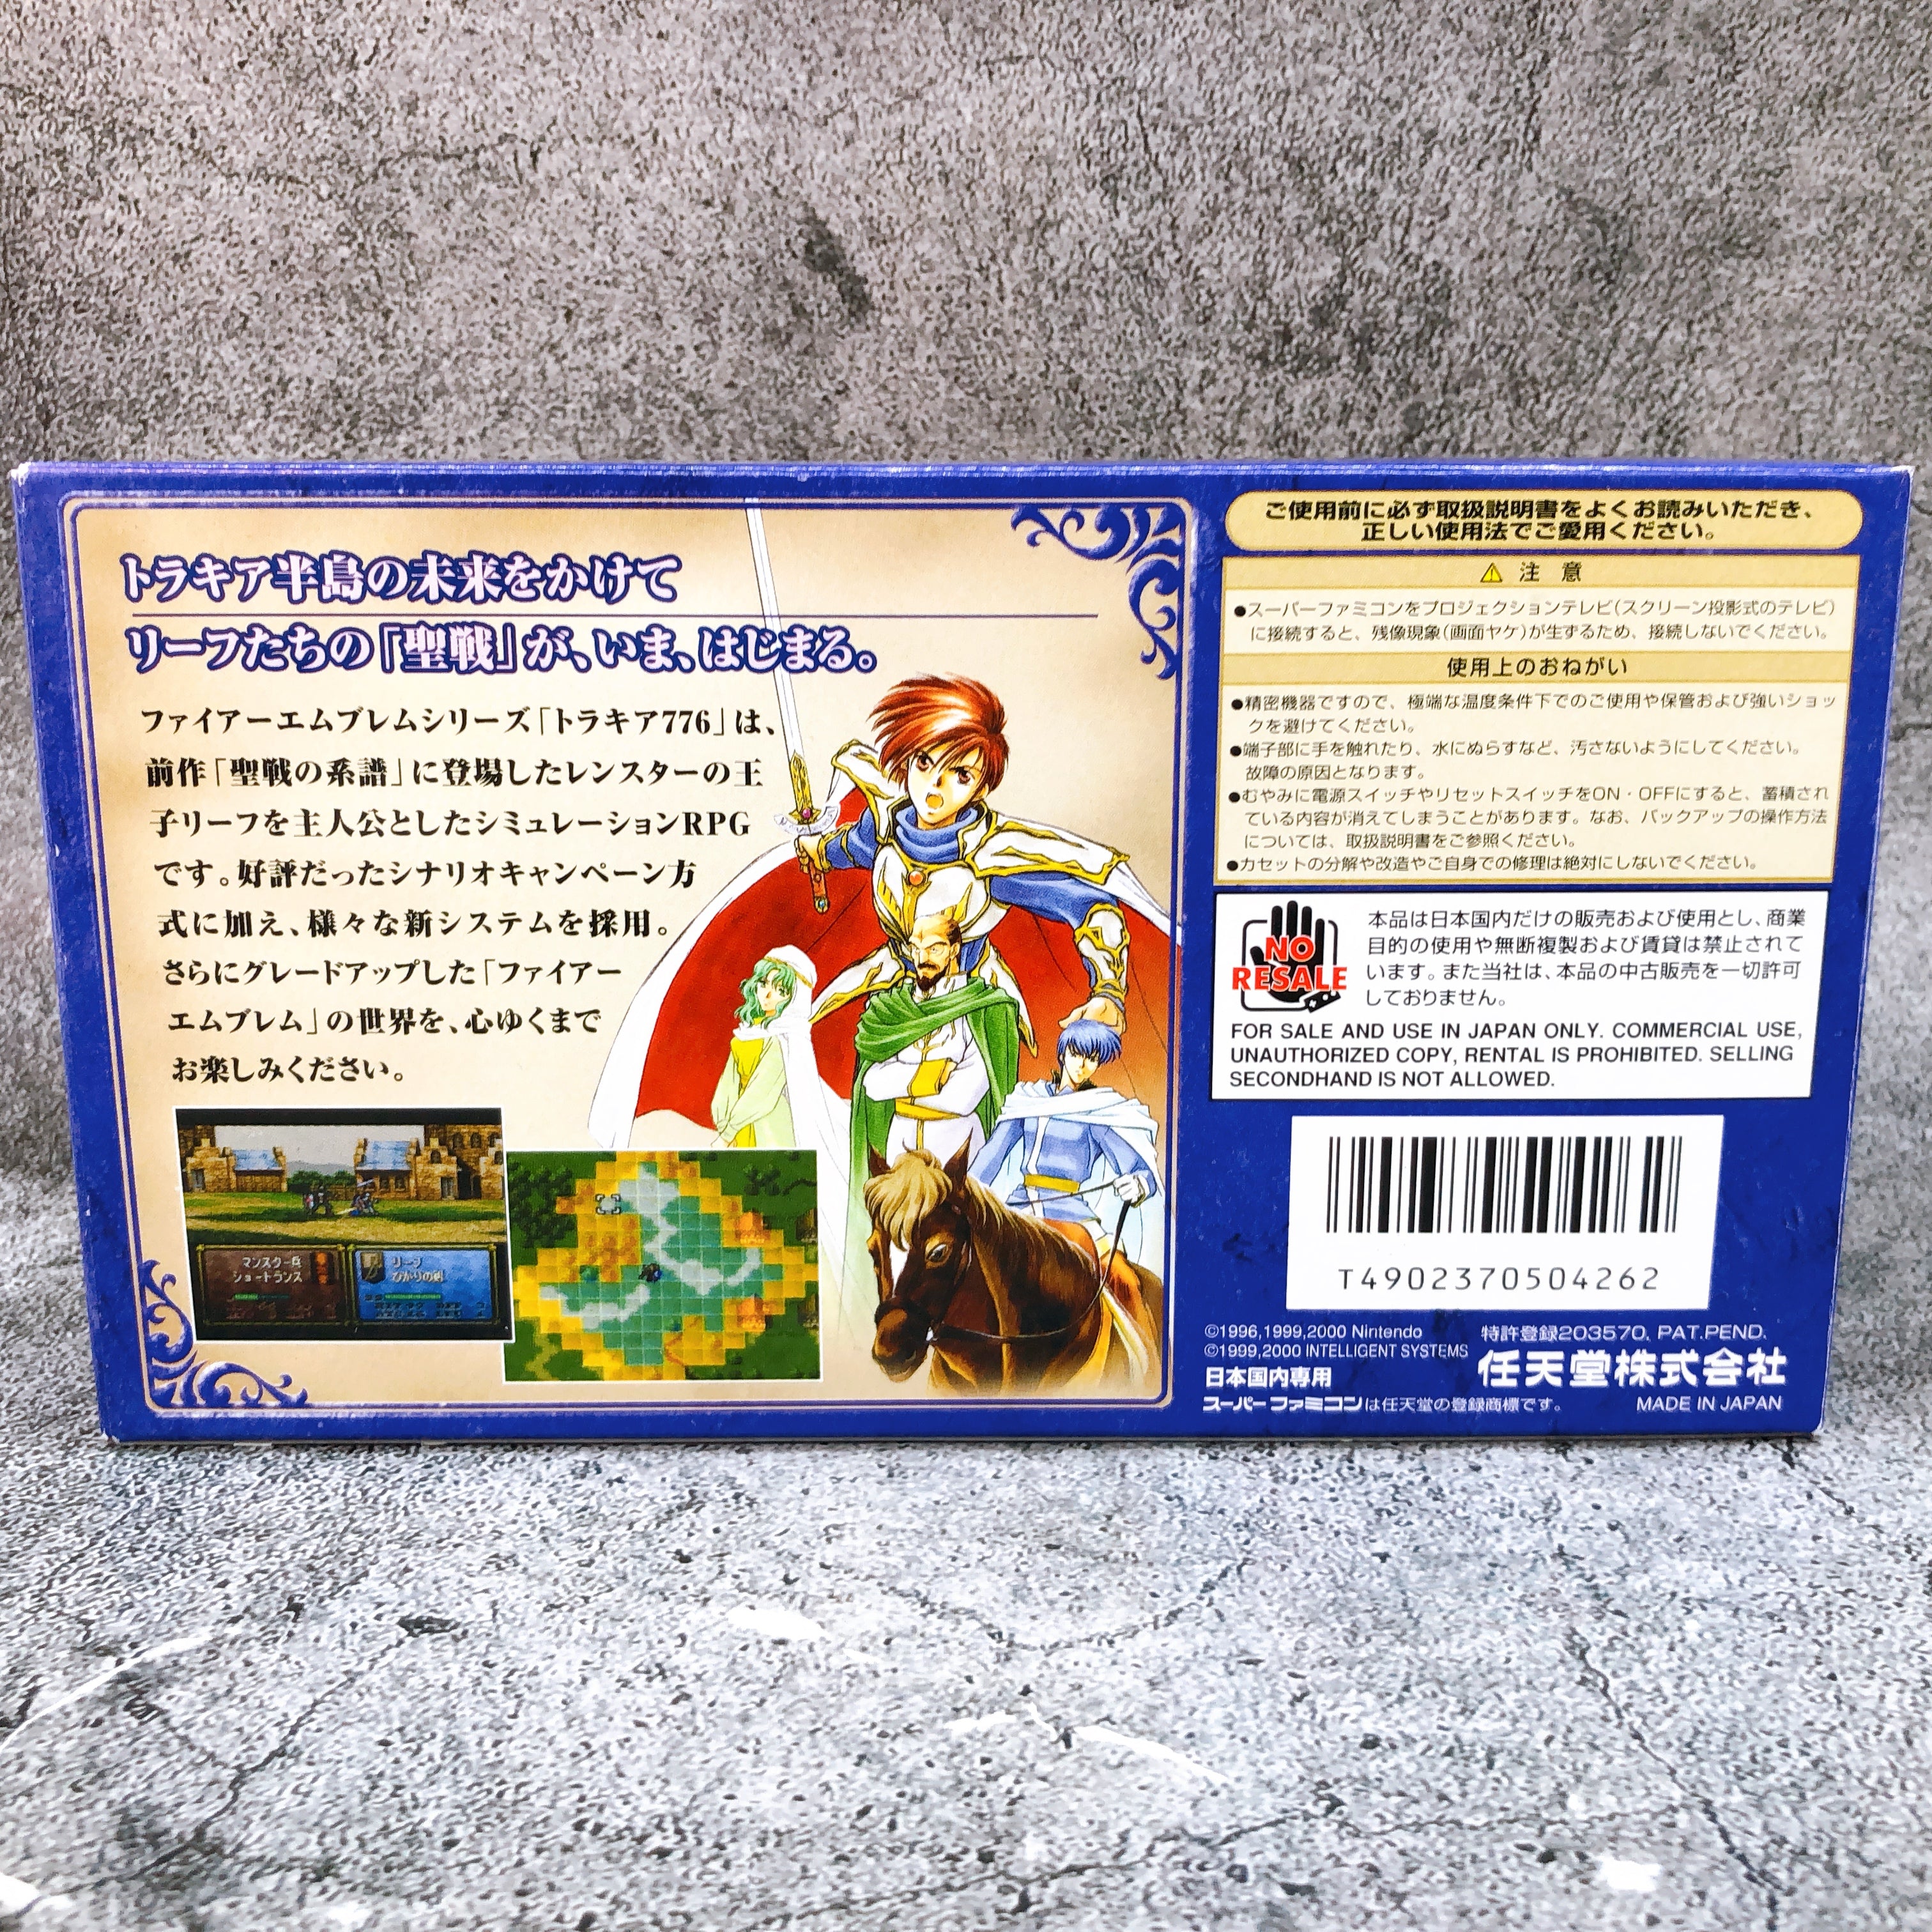 トラキア半島の未来をかけて
リーフたちの「聖戦」が、いま、はじまる。
ファイアーエムブレムシリーズ「トラキア776」は、
前作「聖戦の系譜」に登場したレンスターの王
子リーフを主人公としたシミュレーションRPG
です。好評だったシナリオキャンペーン方
式に加え、様々な新システムを採用。
さらにグレードアップした「ファイアー
エムブレム」の世界を、心ゆくまで
お楽しみください。
マンスター兵
ショートランス
リーフ
ひかりの剣
ご使用前に必ず取扱説明書をよくお読みいただき、
正しい使用法でご愛用ください。
注 意
●スーパーファミコンをプロジェクションテレビ(スクリーン投影式のテレビ)
に接続すると、残像現象(画面ヤケ)が生ずるため、接続しないでください。
使用上のおねがい
●精密機器ですので、極端な温度条件下でのご使用や保管および強いショッ
クを避けてください。
●端子部に手を触れたり、水にぬらすなど、汚さないようにしてください。
故障の原因となります。
●むやみに電源スイッチやリセットスイッチをON・OFFにすると、蓄積され
ている内容が消えてしまうことがあります。なお、バックアップの操作方法
については、取扱説明書をご参照ください。
●カセットの分解や改造やご自身での修理は絶対にしないでください。
NO
RESALE
本品は日本国内だけの販売および使用とし、商業
目的の使用や無断複製および賃貸は禁止されて
います。また当社は、本品の中古販売を一切許可
しておりません。
FOR SALE AND USE IN JAPAN ONLY. COMMERCIAL USE,
UNAUTHORIZED COPY, RENTAL IS PROHIBITED. SELLING
SECONDHAND IS NOT ALLOWED.
T4902370504262
©1996,1999,2000 Nintendo
©1999,2000 INTELLIGENT SYSTEMS
日本国内専用
特許登録203570, PAT.PEND.
任天堂株式会社
スーパーファミコンは任天堂の登録商標です。
MADE IN JAPAN